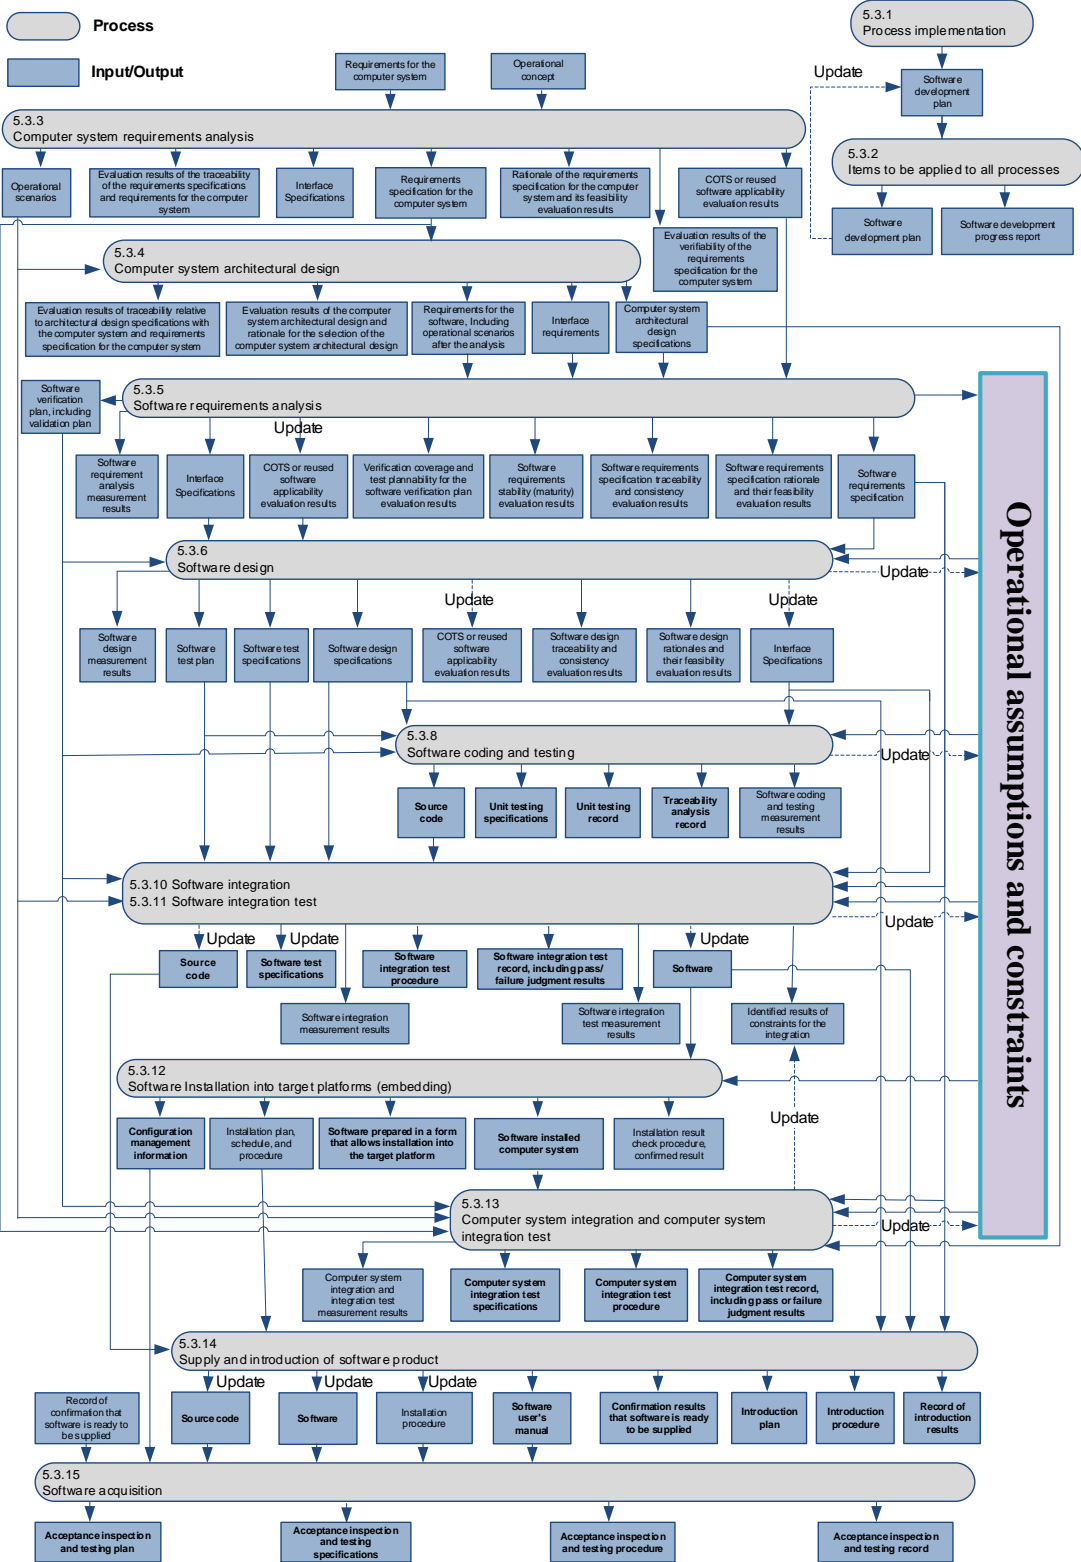 Process
Input/Output
5.3.1
Process implementation
Update
Software
development
plan
5.3.2
Items to be applied to all processes
Software
development plan
Software development
progress report
Requirements for the
computer system
Operational
concept
5.3.3
Computer system requirements analysis
Operational
scenarios
Evaluation results of the traceability
of the requirements specifications
and requirements for the computer
system
Interface
Specifications
Requirements
specification for the
computer system
Rationale of the requirements
specification for the computer
system and its feasibility
evaluation results
COTS or reused
software applicability
evaluation results
Evaluation results of the
verifiability of the
requirements
specification for the
computer system
5.3.4
Computer system architectural design
Evaluation results of traceability relative
to architectural design specifications with
the computer system and requirements
specification for the computer system
Evaluation results of the computer
system architectural design and
rationale for the selection of the
computer system architectural design
Requirements for the
software, Including
operational scenarios
after the analysis
Interface
requirements
Computer system
architectural
design
specifications
Software
verification
plan, including
validation plan
5.3.5
Software requirements analysis
Update
Software
requirement
analysis
measurement
results
Interface
Specifications
COTS or reused
software
applicability
evaluation results
Verification coverage and
test plannability for the
software verification plan
evaluation results
Software
requirements
stability (maturity)
evaluation results
Software requirements
specification traceability
and consistency
evaluation results
Software requirements
specification rationale
and their feasibility
evaluation results
Software
requirements
specification
Operational assumptions and constraints
5.3.6
Software design
Update
Update
Update
Software
design
measurement
results
Software
test plan
Software test
specifications
Software design
specifications
COTS or reused
software
applicability
evaluation results
Software design
traceability and
consistency
evaluation results
Software design
rationales and
their feasibility
evaluation results
Interface
Specifications
5.3.8
Software coding and testing
Update
Source
code
Unit testing
specifications
Unit testing
record
Traceability
analysis
record
Software coding
and testing
measurement
results
5.3.10 Software integration
5.3.11 Software integration test
Update
Update
Update
Update
Source
code
Software test
specifications
Software
integration test
procedure
Software integration test
record, including pass/
failure judgment results
Software
Software integration
measurement results
Software integration
test measurement
results
Identified results of
constraints for the
integration
5.3.12
Software Installation into target platforms (embedding)
Update
Configuration
management
information
Installation plan,
schedule, and
procedure
Software prepared in a form
that allows installation into
the target platform
Software installed
computer system
Installation result
check procedure,
confirmed result
5.3.13
Computer system integration and computer system
integration test
Update
Computer system
integration and
integration test
measurement results
Computer system
integration test
specifications
Computer system
integration test
procedure
Computer system
integration test record,
including pass or failure
judgment results
5.3.14
Supply and introduction of software product
Update
Update
Update
Record of
confirmation that
software is ready to
be supplied
Source code
Software
Installation
procedure
Software
user's
manual
Confirmation results
that software is ready
to be supplied
Introduction
plan
Introduction
procedure
Record of
introduction
results
5.3.15
Software acquisition
Acceptance inspection
and testing plan
Acceptance inspection
and testing
specifications
Acceptance inspection
and testing procedure
Acceptance inspection
and testing record